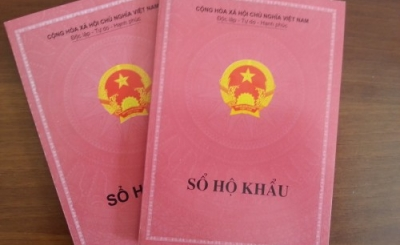 CỘNG HÒA XÃ HỘI CHỦ NGHĨA VIỆT NAM
Độc lập - Tự do - Hạnh phúc
SỔ HỘ
CỘNG HÒA XÃ HỘI CHỦ NGHĨA VIỆT NAM
Độc lập - Tự do - Hạnh phúc
SỔ HỘ KHẨU